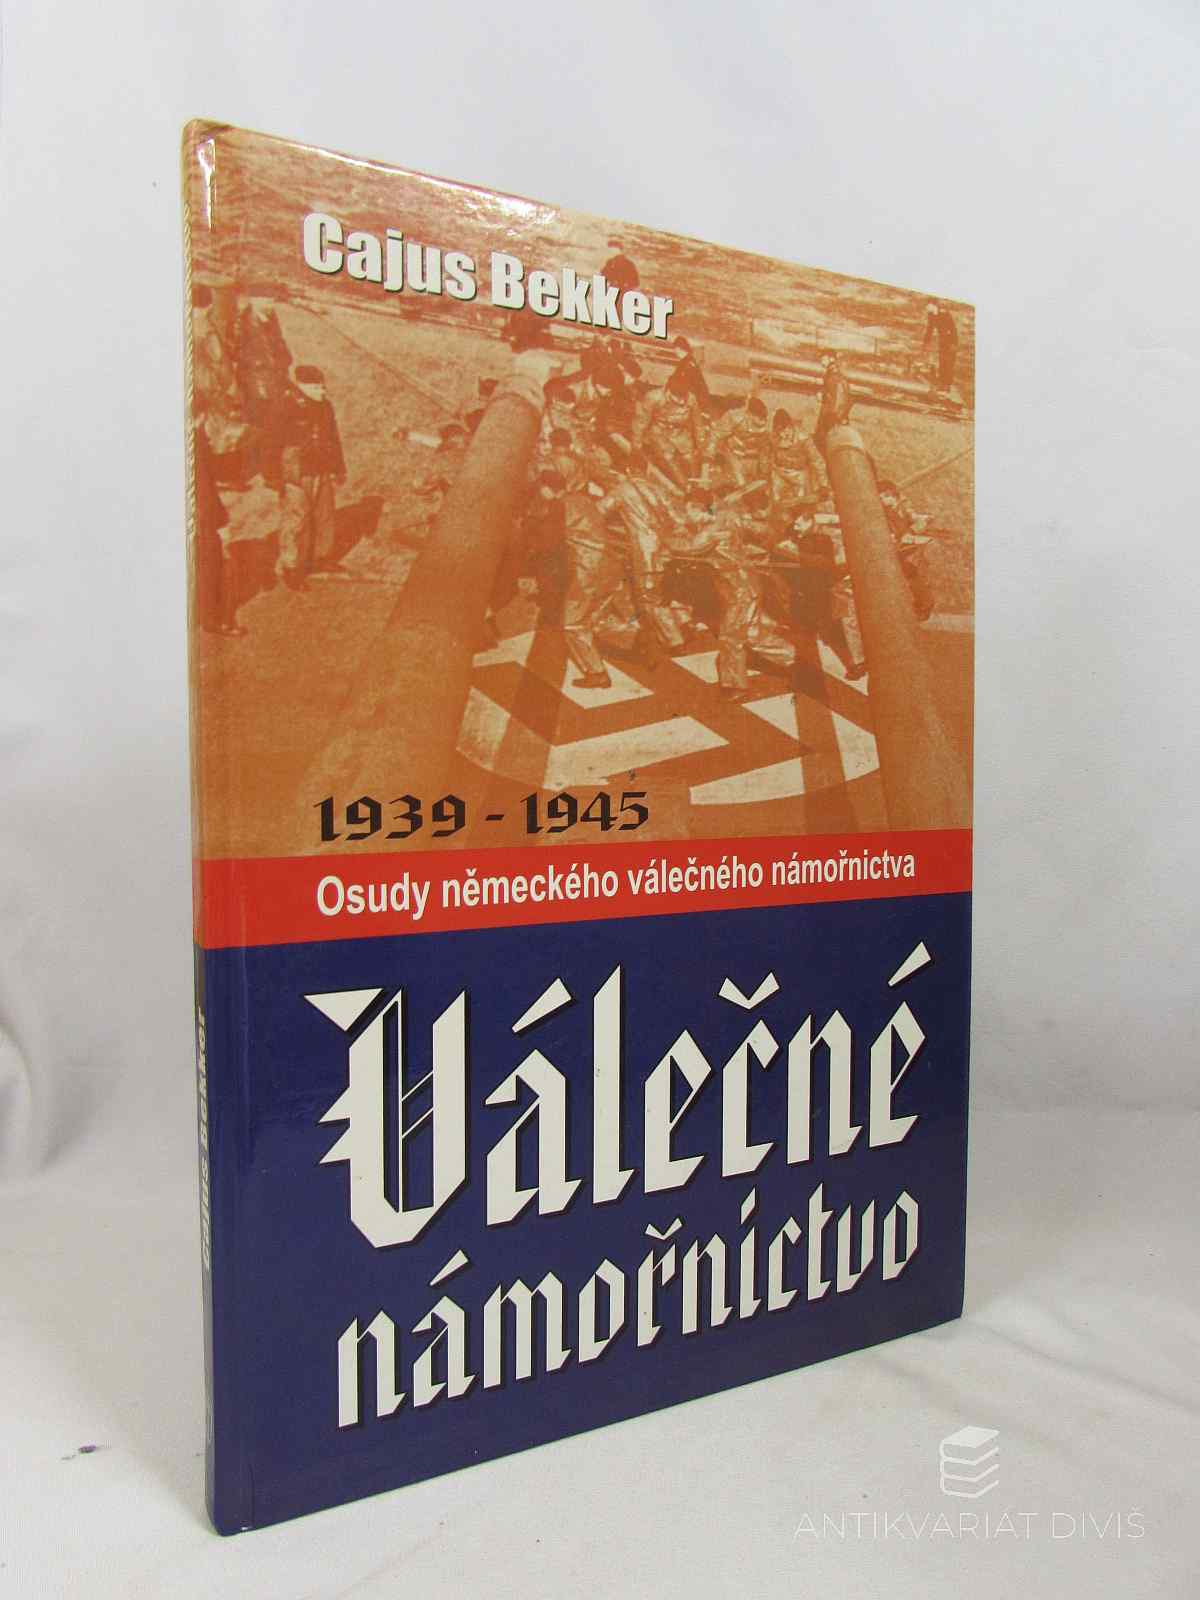 Cajus Bekker
1939 - 1945
Osudy německého válečného námořnictva
Válečné
námořnictvo
Cajus Bekker
ANTIKVARIÁT DIVIŠ